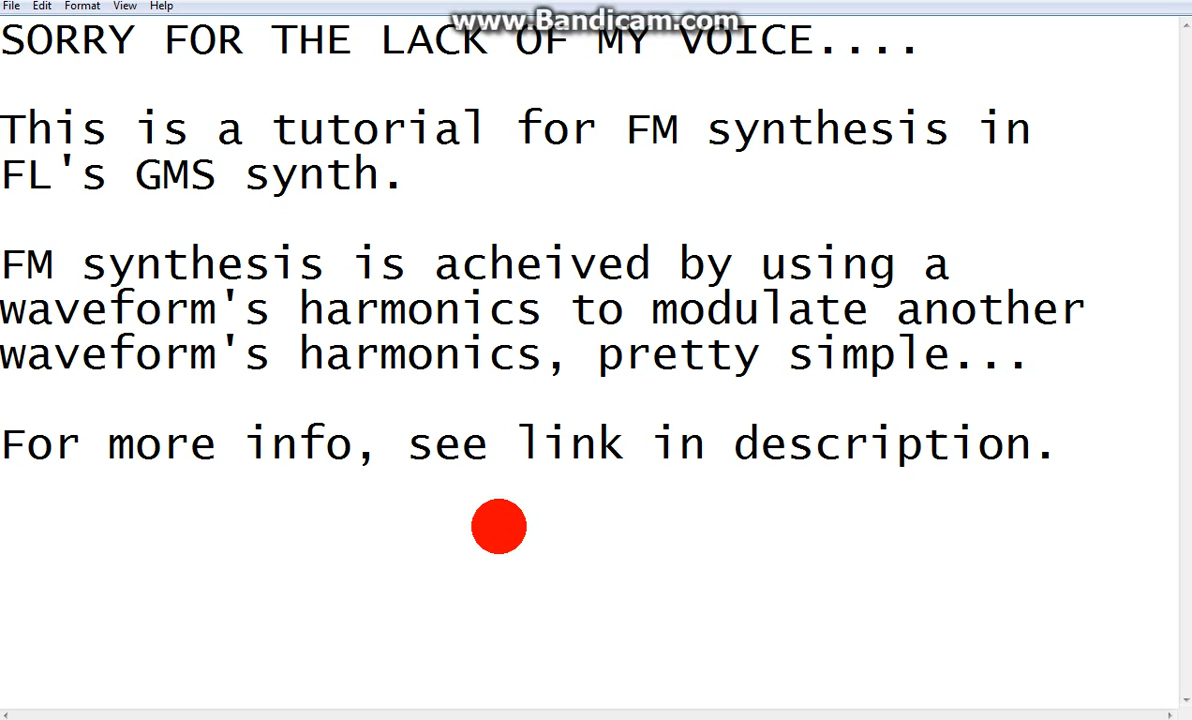 File Edit Format View Help
www.Bandicam.com
SORRY FOR THE LACK OF MY VOICE....
This is a tutorial for FM synthesis in
FL's GMS synth.
FM synthesis is acheived by using a
waveform's harmonics to modulate another
waveform's harmonics, pretty simple...
For more info, see link in description.